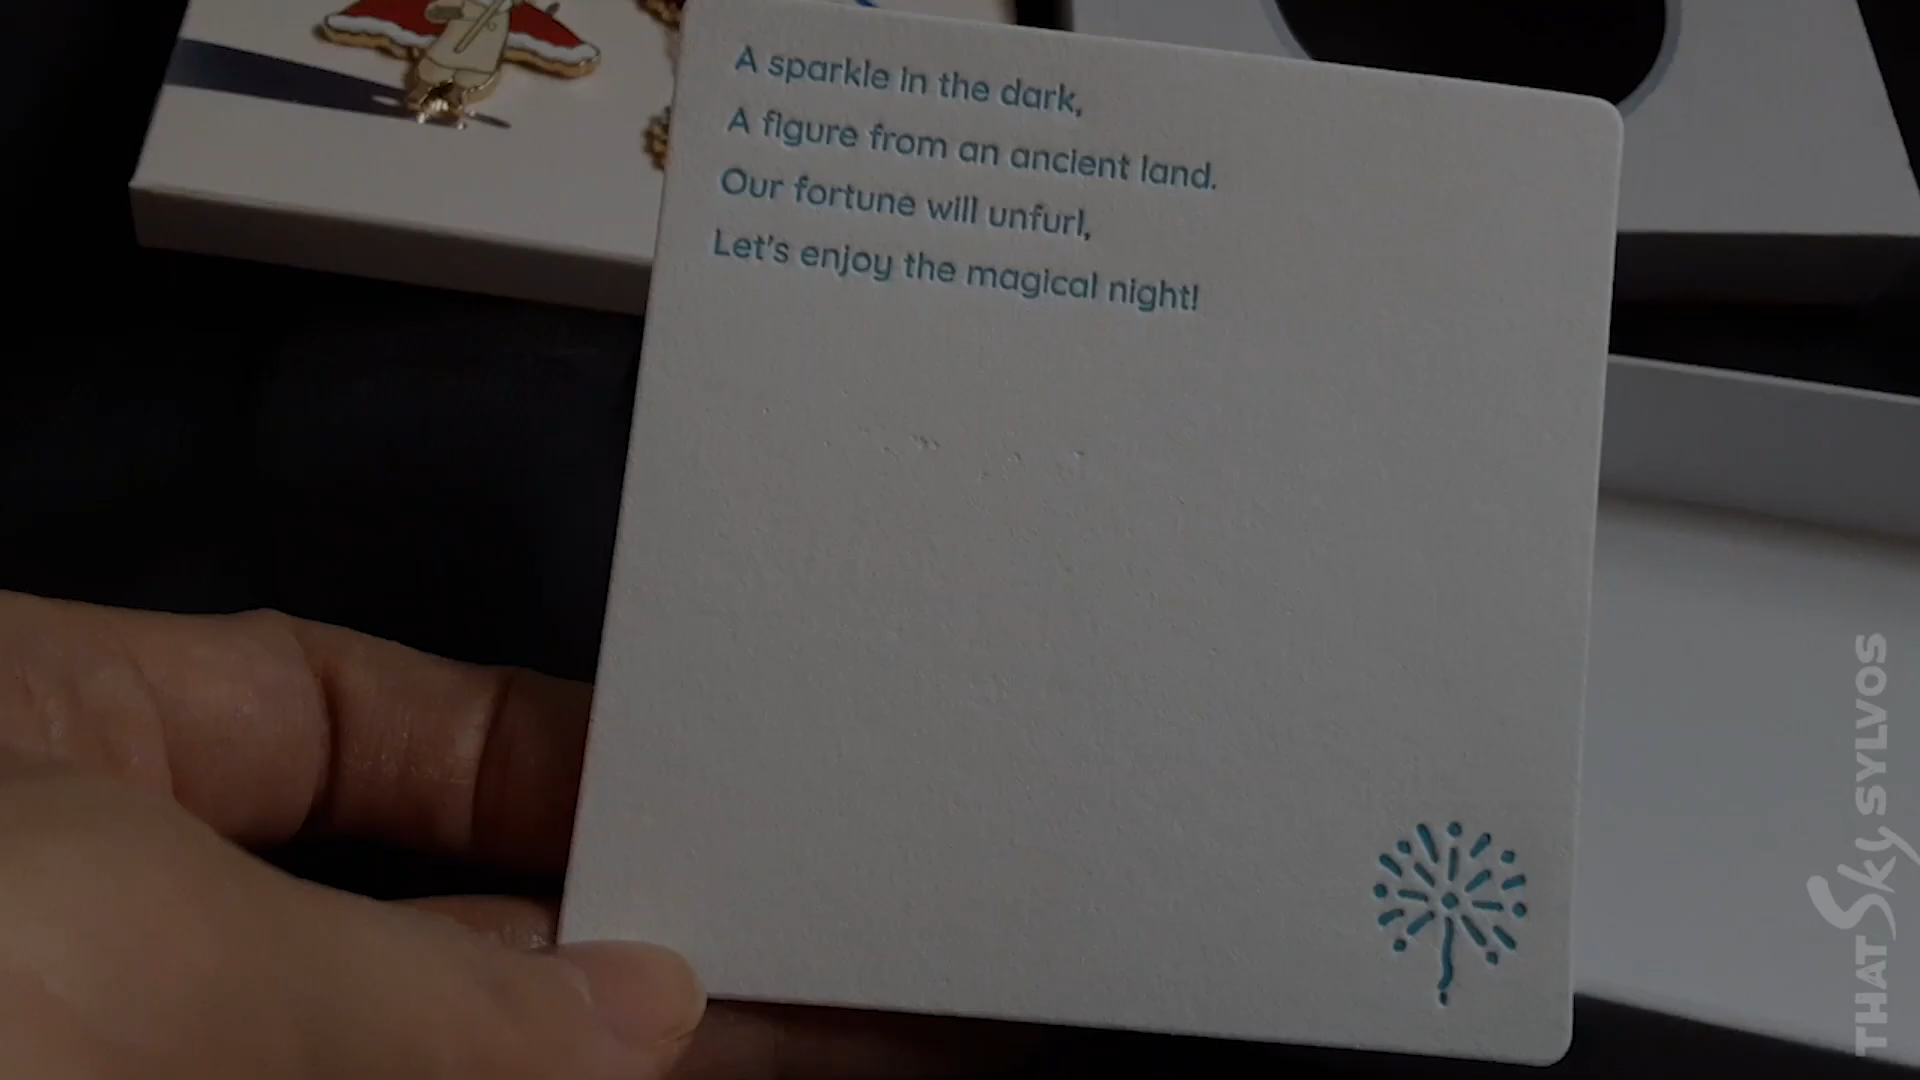 A sparkle in the dark,
A figure from an ancient land.
Our fortune will unfurl,
Let's enjoy the magical night!
THAT Sky SYLVOS